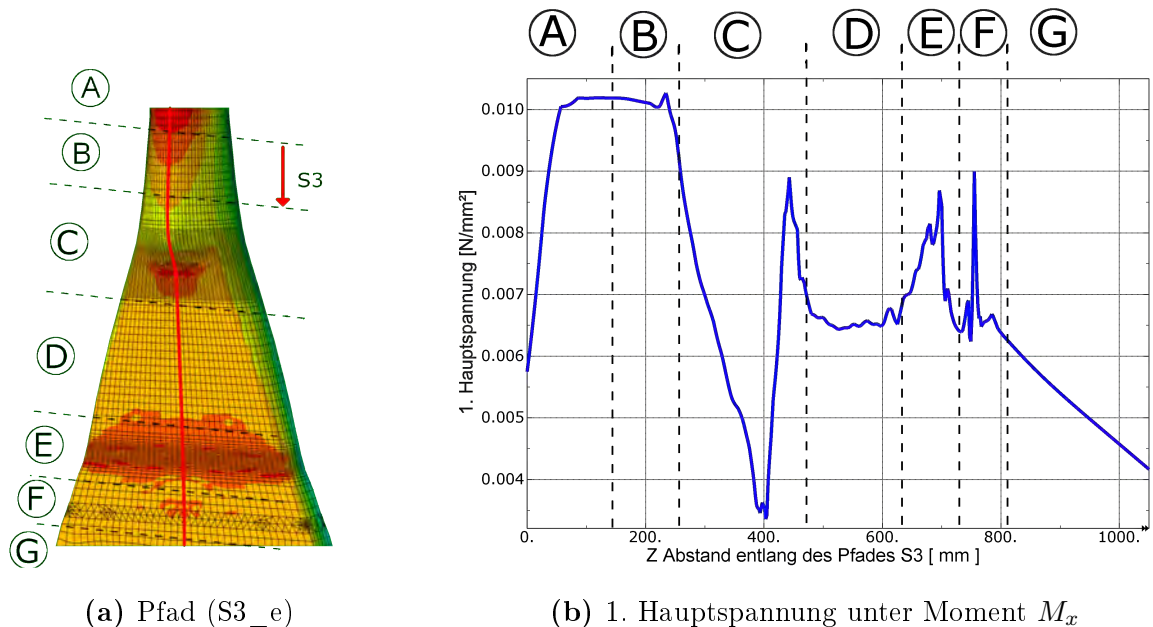 A B C D E F G
A
B
S3
C
D
E
F
G
1. Hauptspannung [N/mm²]
0.010
0.009
0.008
0.007
0.006
0.005
0.004
0. 200. 400. 600. 800. 1000.
Z Abstand entlang des Pfades S3 [ mm ]
(a) Pfad (S3_e)
(b) 1. Hauptspannung unter Moment Mx